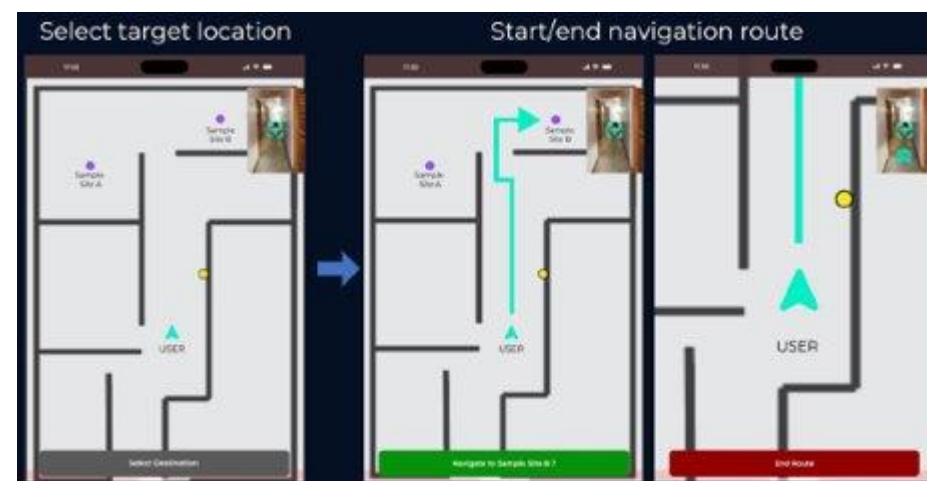 Select target location
Start/end navigation route
Sample
Site B
Sample
Site A
USER
Select Destination
Sample
Site B
Sample
Site A
USER
Navigate to Sample Site B ?
USER
End Route